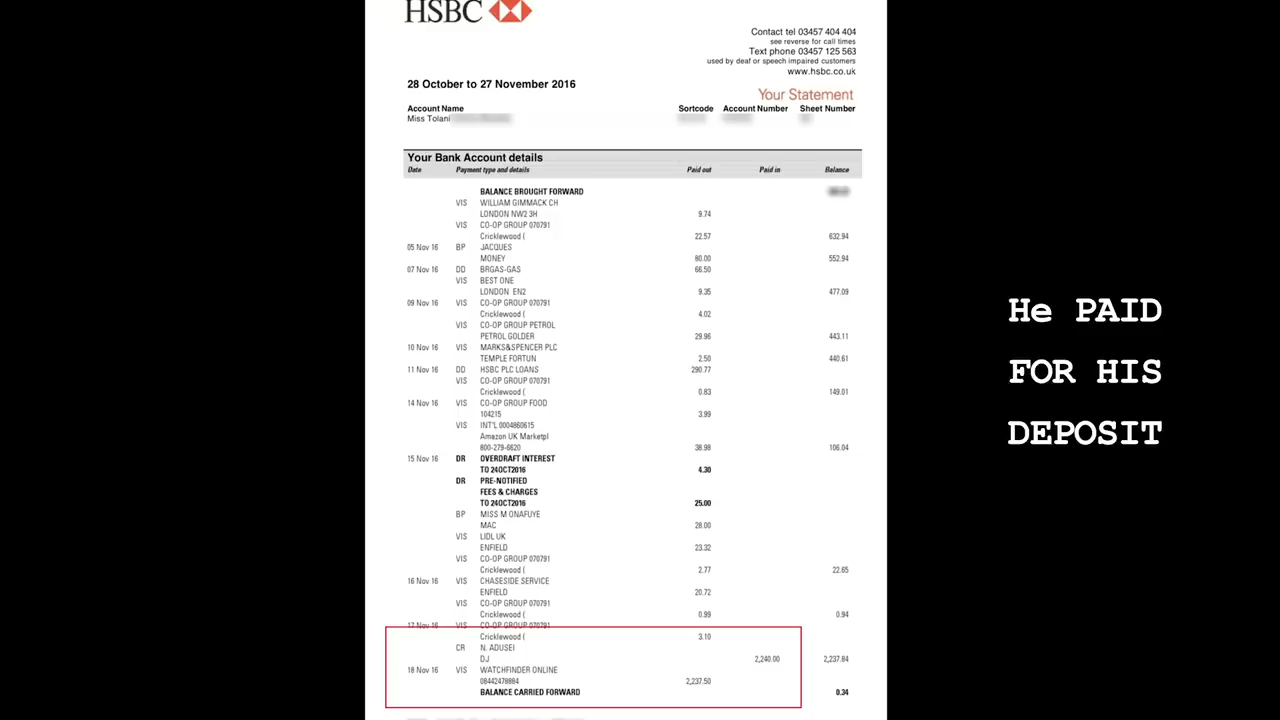 HSBC
Contact tel 03457 404 404
see reverse for call times
Text phone 03457 125 563
used by deaf or speech impaired customers
www.hsbc.co.uk
28 October to 27 November 2016
Your Statement
Account Name Sortcode Account Number Sheet Number
Miss Tolani
Your Bank Account details
Date Payment type and details Paid out Paid in Balance
BALANCE BROUGHT FORWARD
VIS WILLIAM GIMMACK CH
LONDON NW2 3H 9.74
VIS CO-OP GROUP 070791
Cricklewood ( 22.57 632.94
05 Nov 16 BP JACQUES
MONEY 80.00 552.94
07 Nov 16 DD BRGAS-GAS 66.50
VIS BEST ONE
LONDON EN2 9.35 477.09
09 Nov 16 VIS CO-OP GROUP 070791
Cricklewood ( 4.02
VIS CO-OP GROUP PETROL
PETROL GOLDER 29.96 443.11
10 Nov 16 VIS MARKS&SPENCER PLC
TEMPLE FORTUN 2.50 440.61
11 Nov 16 DD HSBC PLC LOANS 290.77
VIS CO-OP GROUP 070791
Cricklewood ( 0.83 149.01
14 Nov 16 VIS CO-OP GROUP FOOD
104215 3.99
VIS INT'L 0004860615
Amazon UK Marketpl
800-279-6620 38.98 106.04
15 Nov 16 DR OVERDRAFT INTEREST
TO 24OCT2016 4.30
DR PRE-NOTIFIED
FEES & CHARGES
TO 24OCT2016 25.00
BP MISS M ONAFUYE
MAC 28.00
VIS LIDL UK
ENFIELD 23.32
VIS CO-OP GROUP 070791
Cricklewood ( 2.77 22.65
16 Nov 16 VIS CHASESIDE SERVICE
ENFIELD 20.72
VIS CO-OP GROUP 070791
Cricklewood ( 0.99 0.94
17 Nov 16 VIS CO-OP GROUP 070791
Cricklewood ( 3.10
CR N. ADUSEI
DJ 2,240.00 2,237.84
18 Nov 16 VIS WATCHFINDER ONLINE
08442478884 2,237.50
BALANCE CARRIED FORWARD 0.34
He PAID
FOR HIS
DEPOSIT